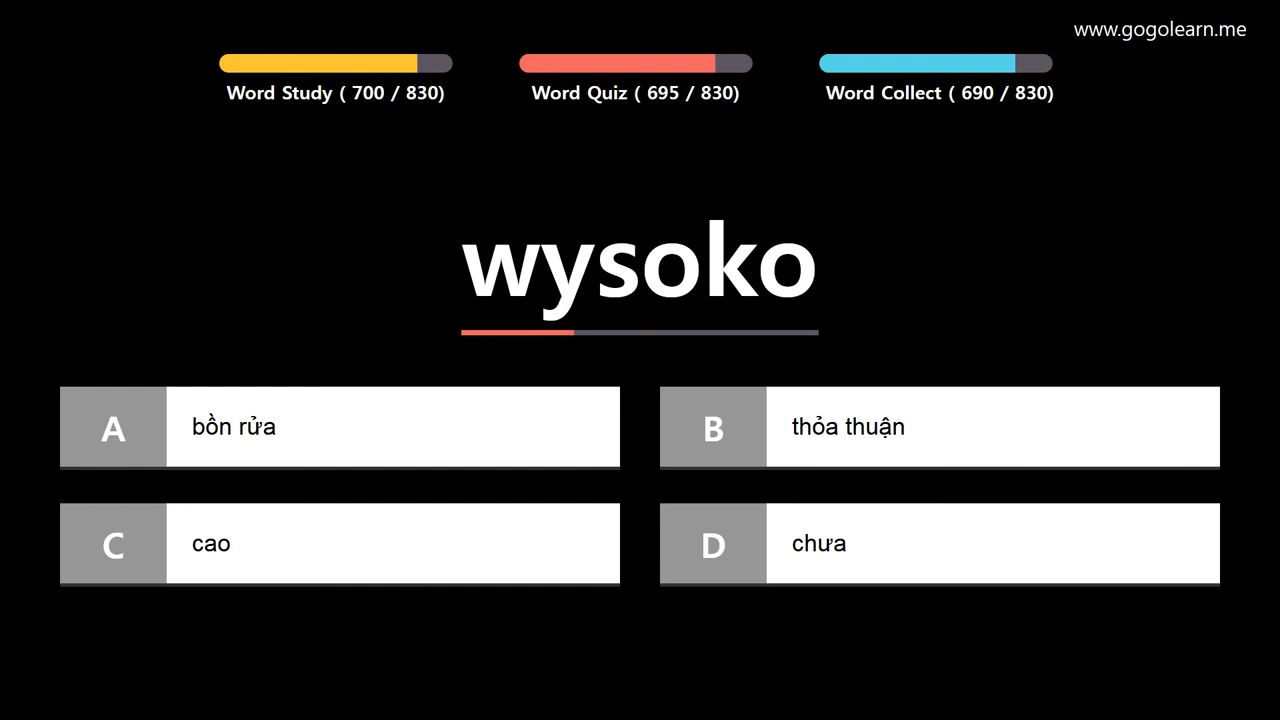 www.gogolearn.me
Word Study ( 700 / 830)
Word Quiz ( 695 / 830)
Word Collect ( 690 / 830)
wysoko
A
bồn rửa
B
thỏa thuận
C
cao
D
chưa